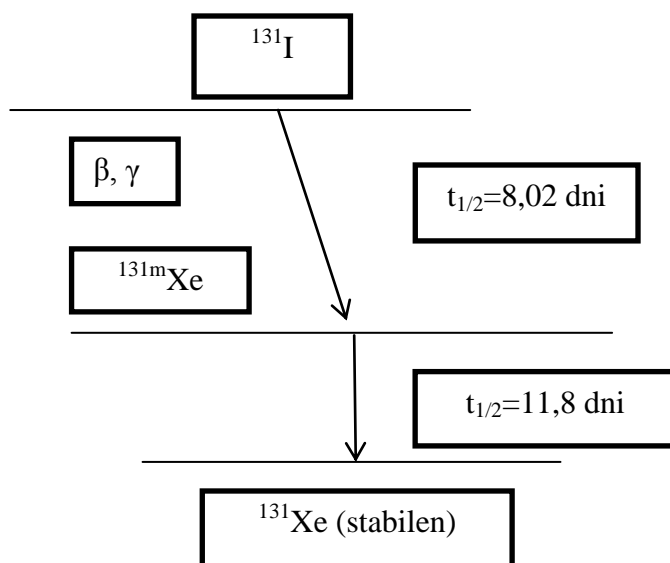 ¹³¹I
β, γ
t₁/₂=8,02 dni
¹³¹ᵐXe
t₁/₂=11,8 dni
¹³¹Xe (stabilen)